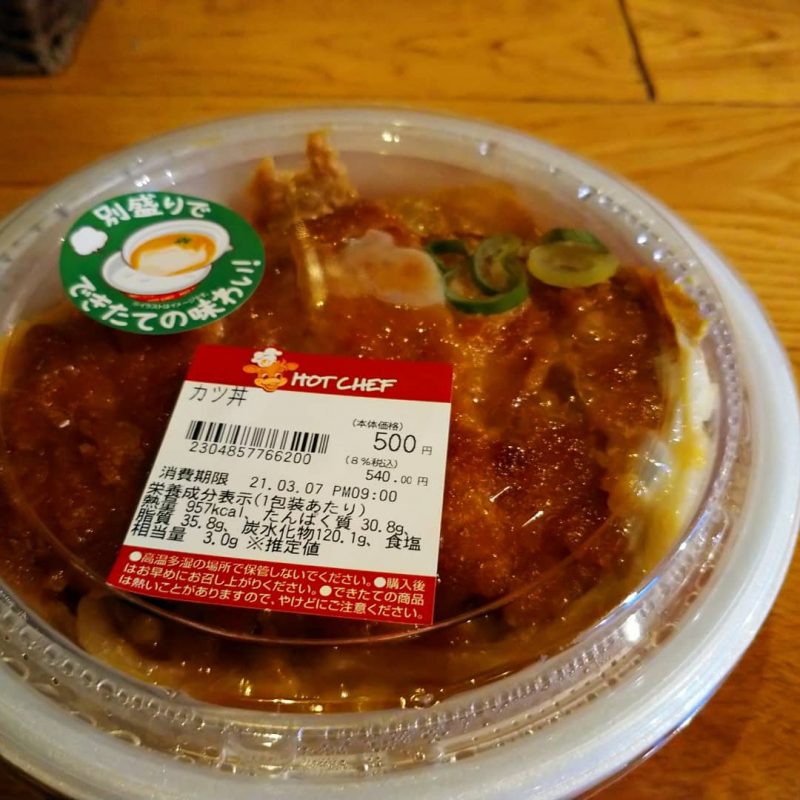 別盛りで
できたての味わい!
HOT CHEF
カツ丼
(本体価格)
500円
2304857766200
(8%税込)
540.00円
消費期限 21.03.07 PM09:00
栄養成分表示(1包装あたり)
熱量 957kcal、たんぱく質 30.8g、
脂質 35.8g、炭水化物120.1g、食塩
相当量 3.0g ※推定値
●高温多湿の場所で保管しないでください。●購入後
はお早めにお召し上がりください。●できたての商品
は熱いことがありますので、やけどにご注意ください。